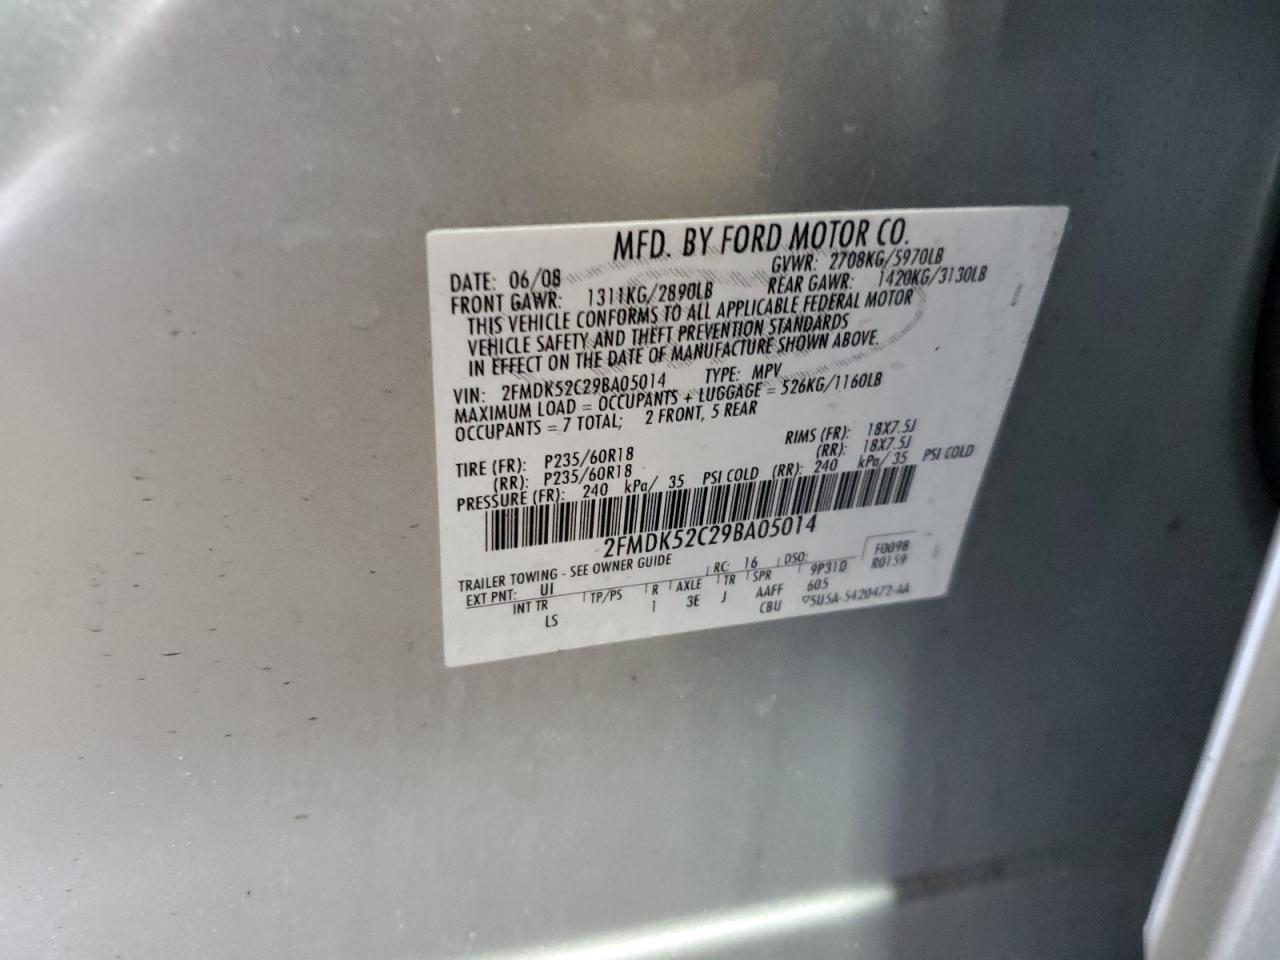 MFD. BY FORD MOTOR CO.
DATE: 06/08 GVWR: 2708KG/5970LB
FRONT GAWR: 1311KG/2890LB REAR GAWR: 1420KG/3130LB
THIS VEHICLE CONFORMS TO ALL APPLICABLE FEDERAL MOTOR
VEHICLE SAFETY AND THEFT PREVENTION STANDARDS
IN EFFECT ON THE DATE OF MANUFACTURE SHOWN ABOVE.
VIN: 2FMDK52C29BA05014 TYPE: MPV
MAXIMUM LOAD = OCCUPANTS + LUGGAGE = 526KG/1160LB
OCCUPANTS = 7 TOTAL; 2 FRONT, 5 REAR
TIRE (FR): P235/60R18 RIMS (FR): 18X7.5J
(RR): P235/60R18 (RR): 18X7.5J
PRESSURE (FR): 240 kPa/ 35 PSI COLD (RR): 240 kPa/ 35 PSI COLD
2FMDK52C29BA05014
TRAILER TOWING - SEE OWNER GUIDE
F0098
EXT PNT: UI RC: 16 DSO: 9P31D R0159
INT TR TP/PS R AXLE TR SPR 605
LS 1 3E J AAFF
CBU 5U5A-5420472-AA